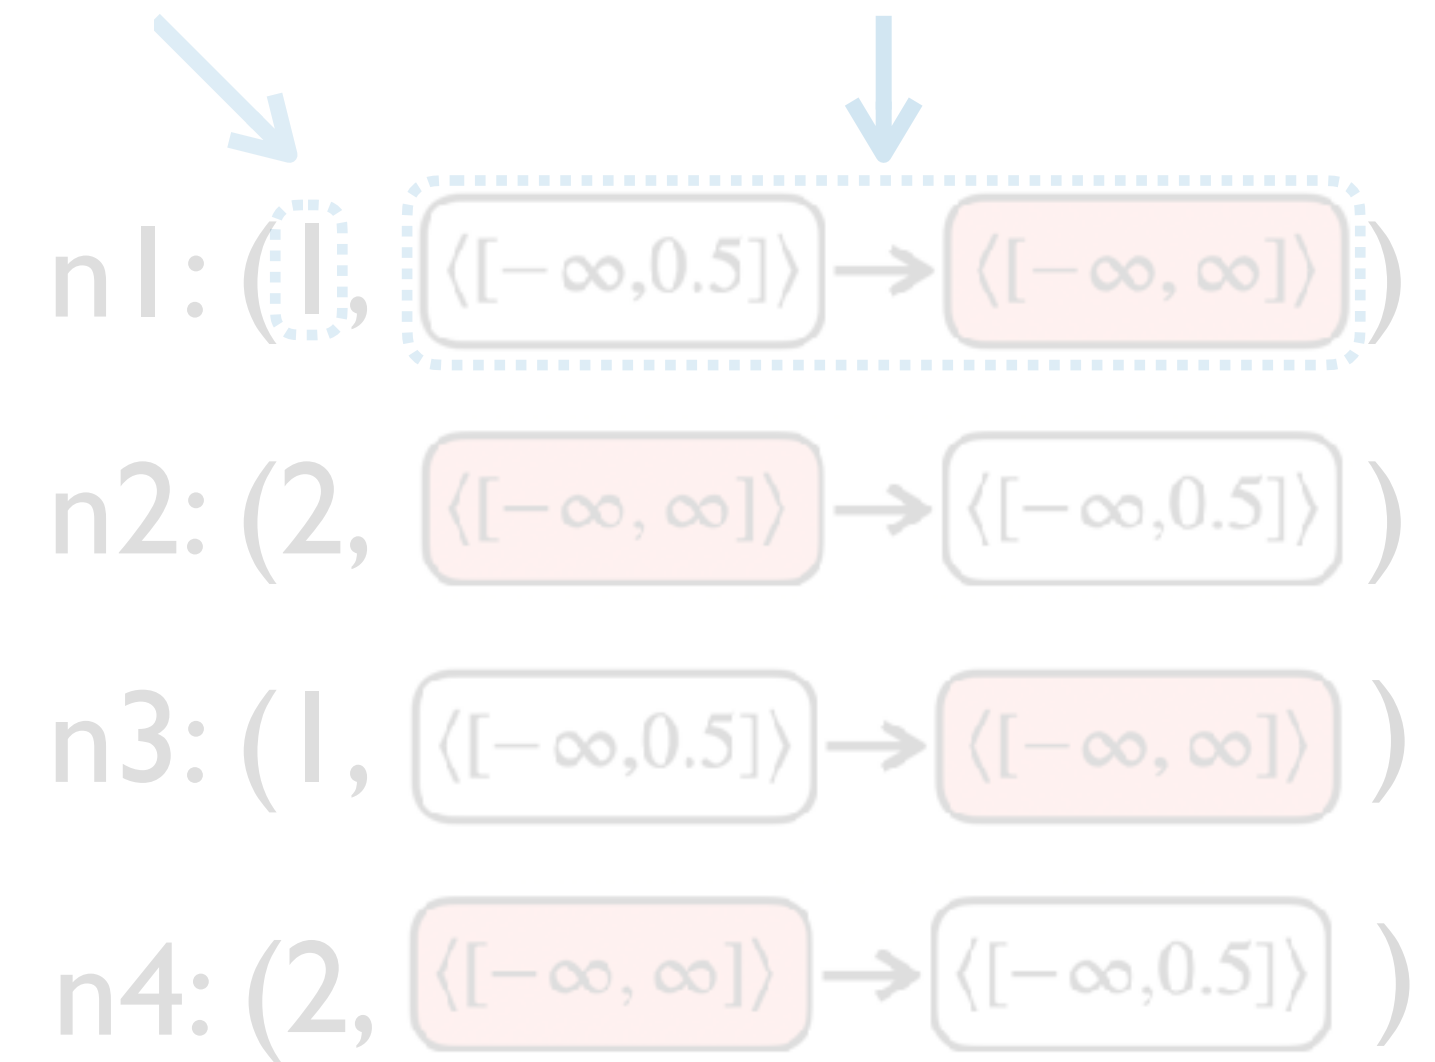 n1: (1, ⟨[−∞,0.5]⟩ → ⟨[−∞, ∞]⟩ )
n2: (2, ⟨[−∞, ∞]⟩ → ⟨[−∞,0.5]⟩ )
n3: (1, ⟨[−∞,0.5]⟩ → ⟨[−∞, ∞]⟩ )
n4: (2, ⟨[−∞, ∞]⟩ → ⟨[−∞,0.5]⟩ )